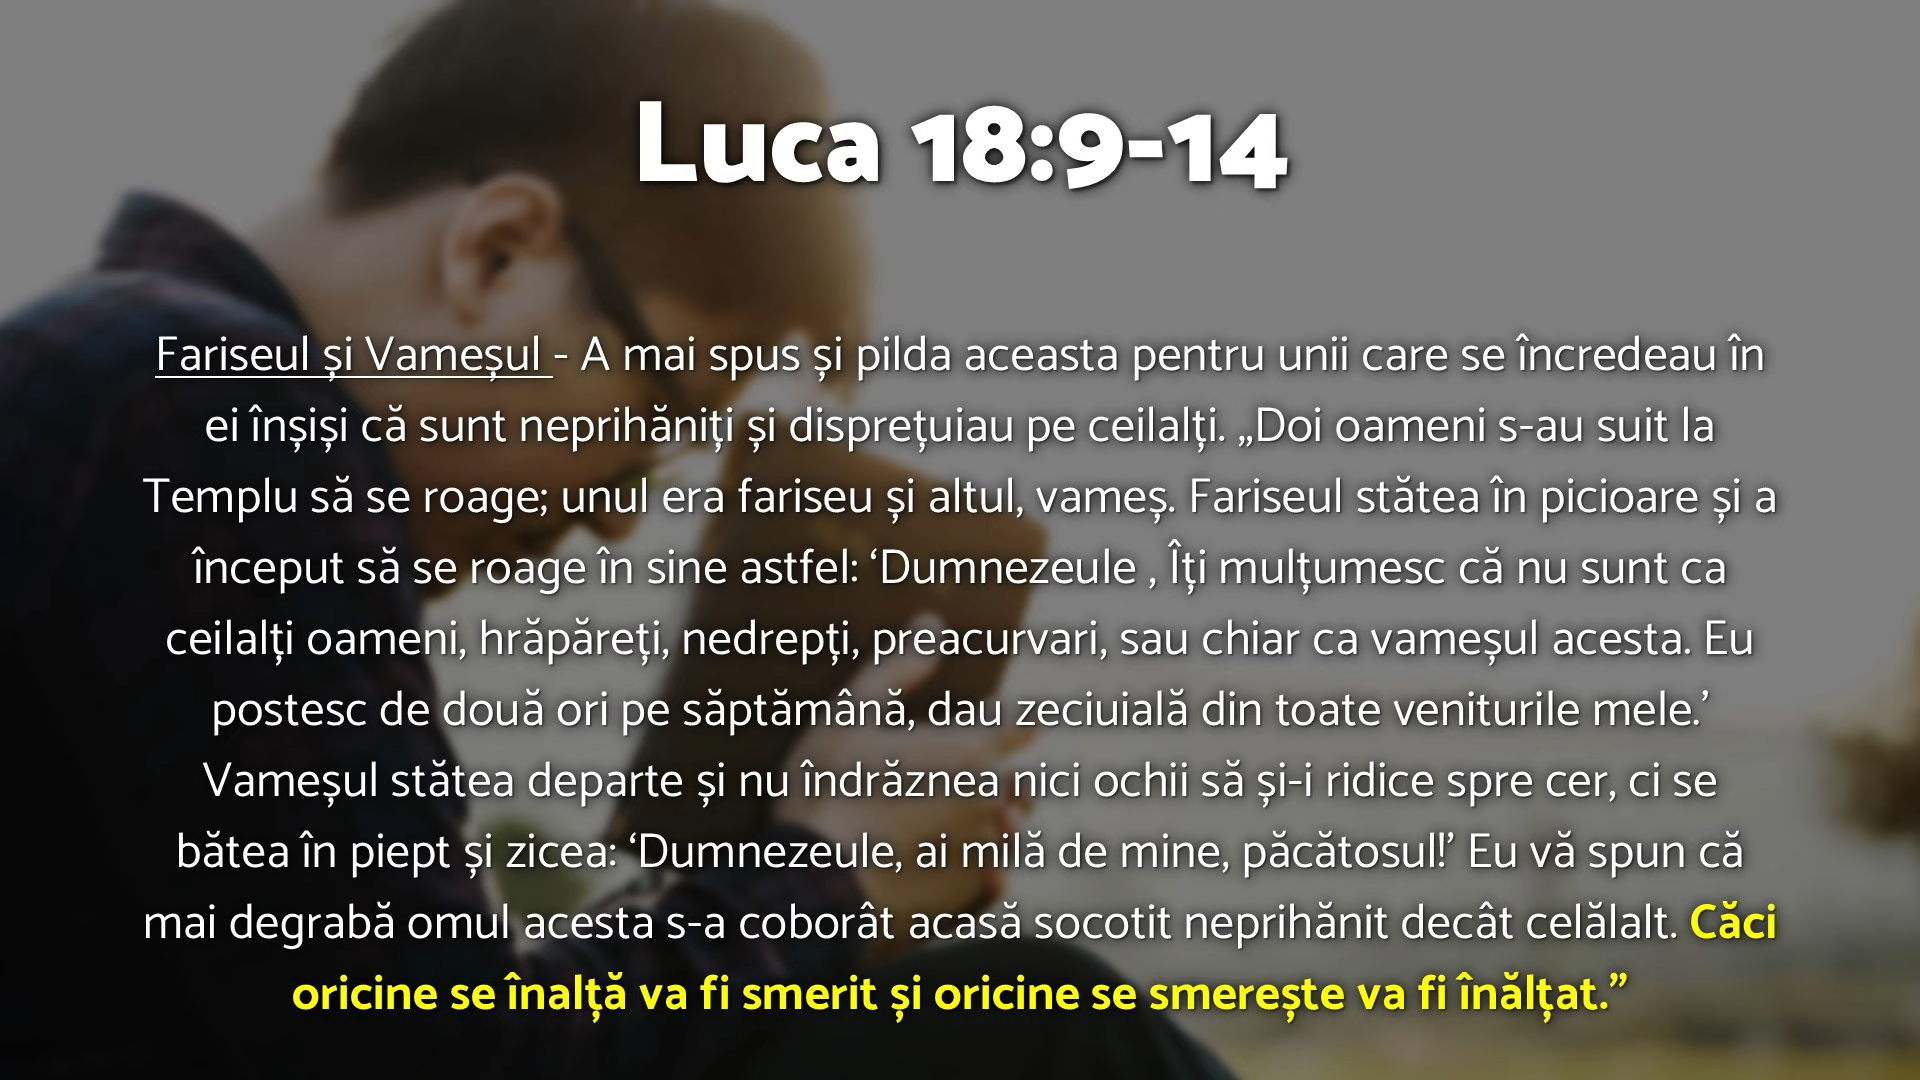 Luca 18:9-14
Fariseul și Vameșul - A mai spus și pilda aceasta pentru unii care se încredeau în
ei înșiși că sunt neprihăniți și disprețuiau pe ceilalți. „Doi oameni s-au suit la
Templu să se roage; unul era fariseu și altul, vameș. Fariseul stătea în picioare și a
început să se roage în sine astfel: ‘Dumnezeule , Îți mulțumesc că nu sunt ca
ceilalți oameni, hrăpăreți, nedrepți, preacurvari, sau chiar ca vameșul acesta. Eu
postesc de două ori pe săptămână, dau zeciuială din toate veniturile mele.’
Vameșul stătea departe și nu îndrăznea nici ochii să și-i ridice spre cer, ci se
bătea în piept și zicea: ‘Dumnezeule, ai milă de mine, păcătosul!’ Eu vă spun că
mai degrabă omul acesta s-a coborât acasă socotit neprihănit decât celălalt. Căci
oricine se înalță va fi smerit și oricine se smerește va fi înălțat.”